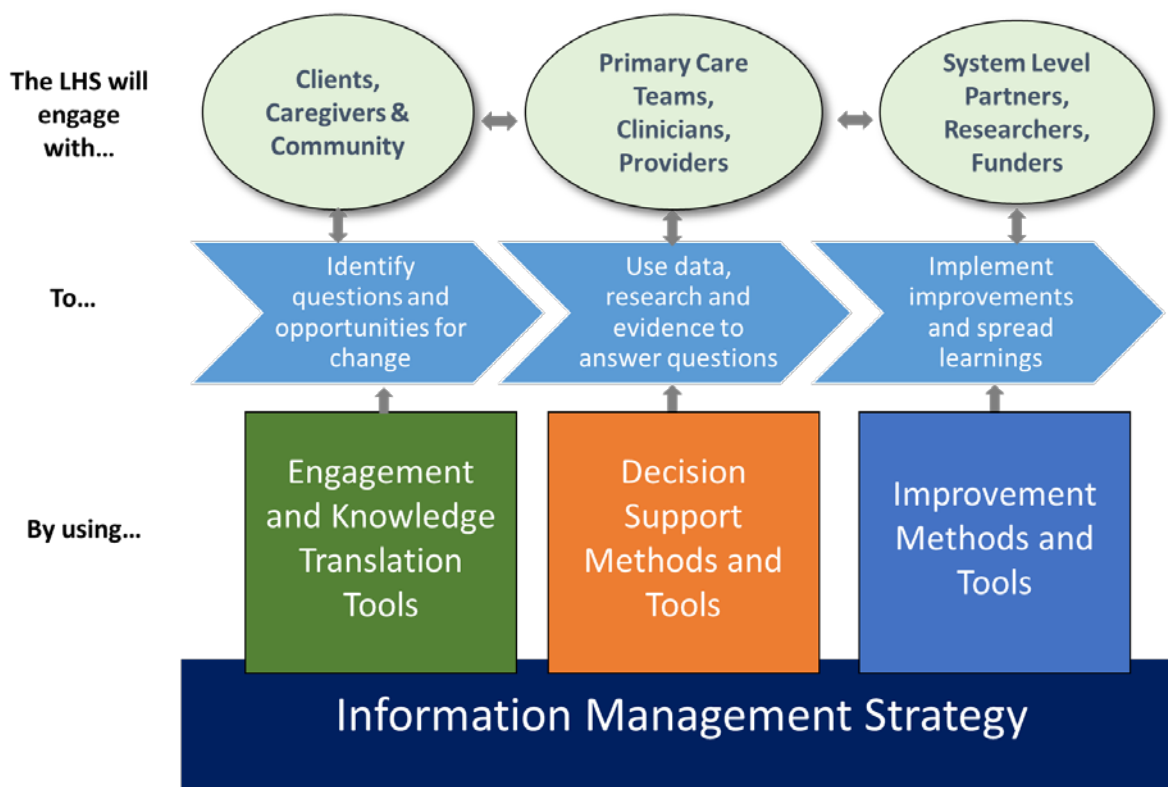 The LHS will
engage
with...
Clients,
Caregivers &
Community
Primary Care
Teams,
Clinicians,
Providers
System Level
Partners,
Researchers,
Funders
To...
Identify
questions and
opportunities for
change
Use data,
research and
evidence to
answer questions
Implement
improvements
and spread
learnings
By using...
Engagement
and Knowledge
Translation
Tools
Decision
Support
Methods and
Tools
Improvement
Methods and
Tools
Information Management Strategy